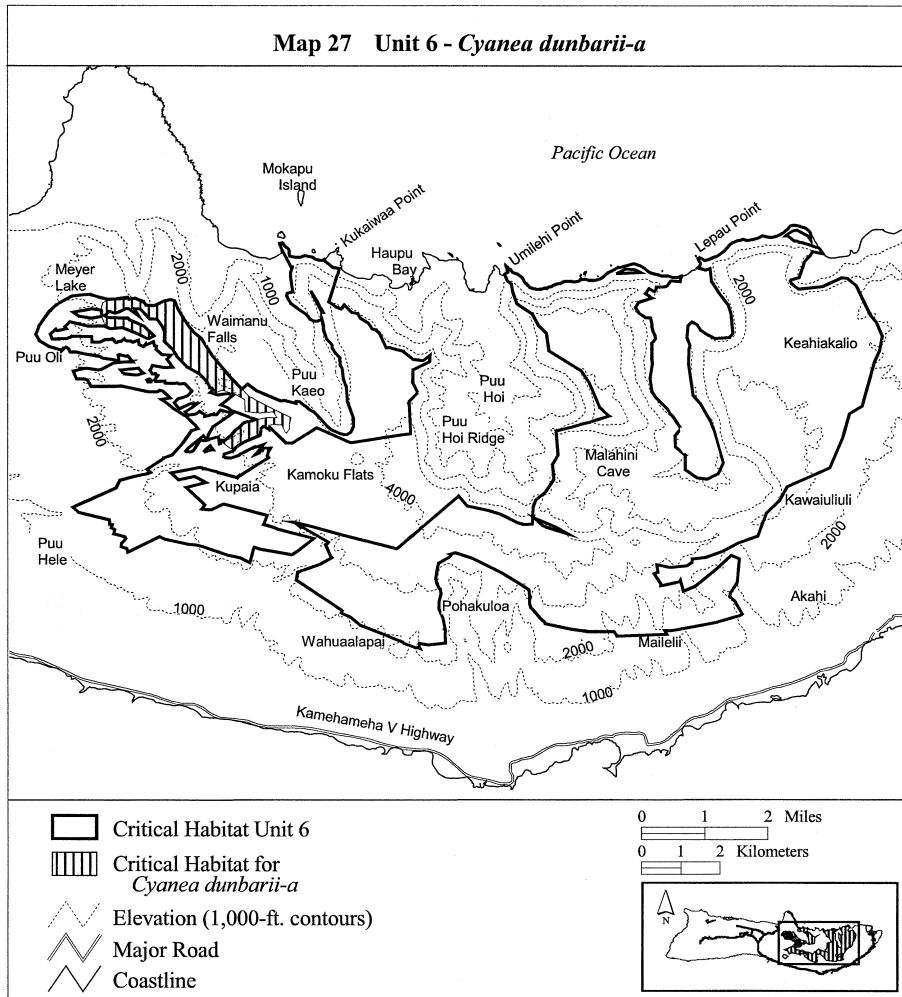 Map 27 Unit 6 - Cyanea dunbarii-a
Pacific Ocean
Mokapu
Island
Kukaiwaa Point
Haupu
Bay
Umilehi Point
Lepau Point
Meyer
Lake
2000
1000
2000
Waimanu
Falls
Puu Oli
Puu
Kaeo
Keahiakalio
Puu
Hoi
Puu
Hoi Ridge
2000
Malahini
Cave
Kupaia
Kamoku Flats
4000
Kawaiuliuli
2000
Puu
Hele
1000
Pohakuloa
Akahi
Wahuaalapai
Mailelii
2000
1000
Kamehameha V Highway
Critical Habitat Unit 6
Critical Habitat for
Cyanea dunbarii-a
Elevation (1,000-ft. contours)
Major Road
Coastline
0 1 2 Miles
0 1 2 Kilometers
N